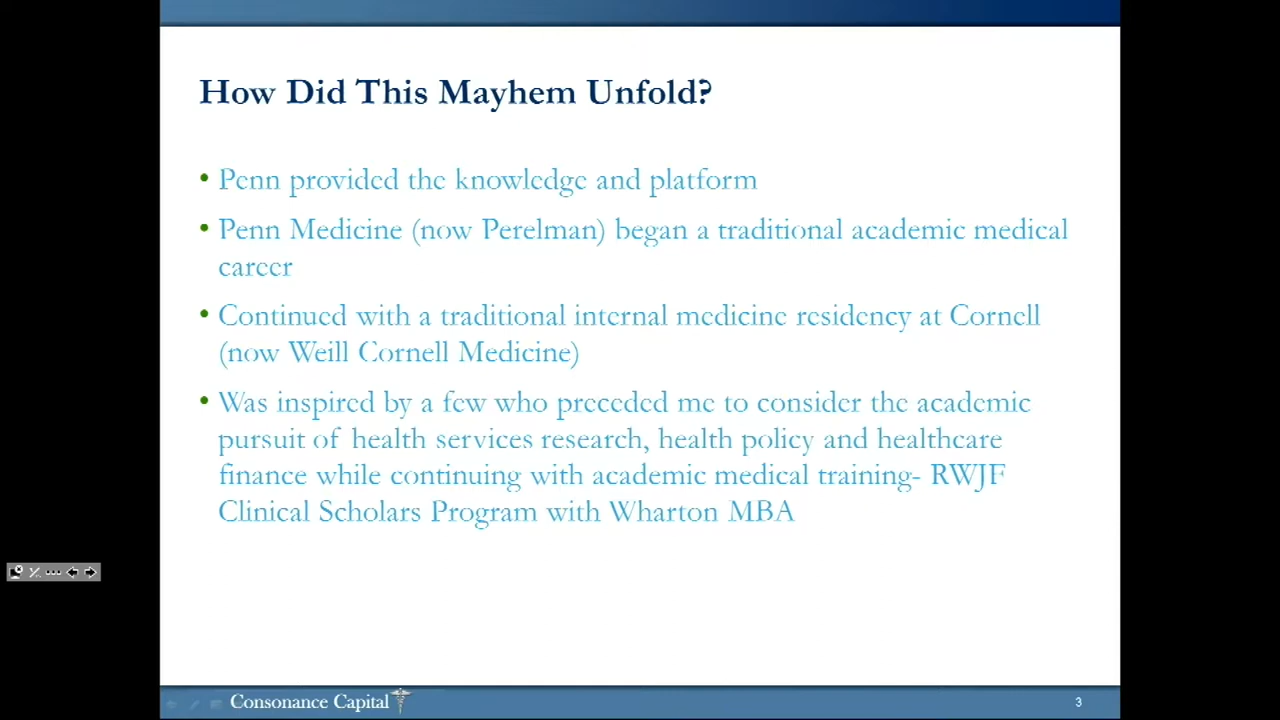 How Did This Mayhem Unfold?
• Penn provided the knowledge and platform
• Penn Medicine (now Perelman) began a traditional academic medical
career
• Continued with a traditional internal medicine residency at Cornell
(now Weill Cornell Medicine)
• Was inspired by a few who preceded me to consider the academic
pursuit of health services research, health policy and healthcare
finance while continuing with academic medical training- RWJF
Clinical Scholars Program with Wharton MBA
Consonance Capital
3